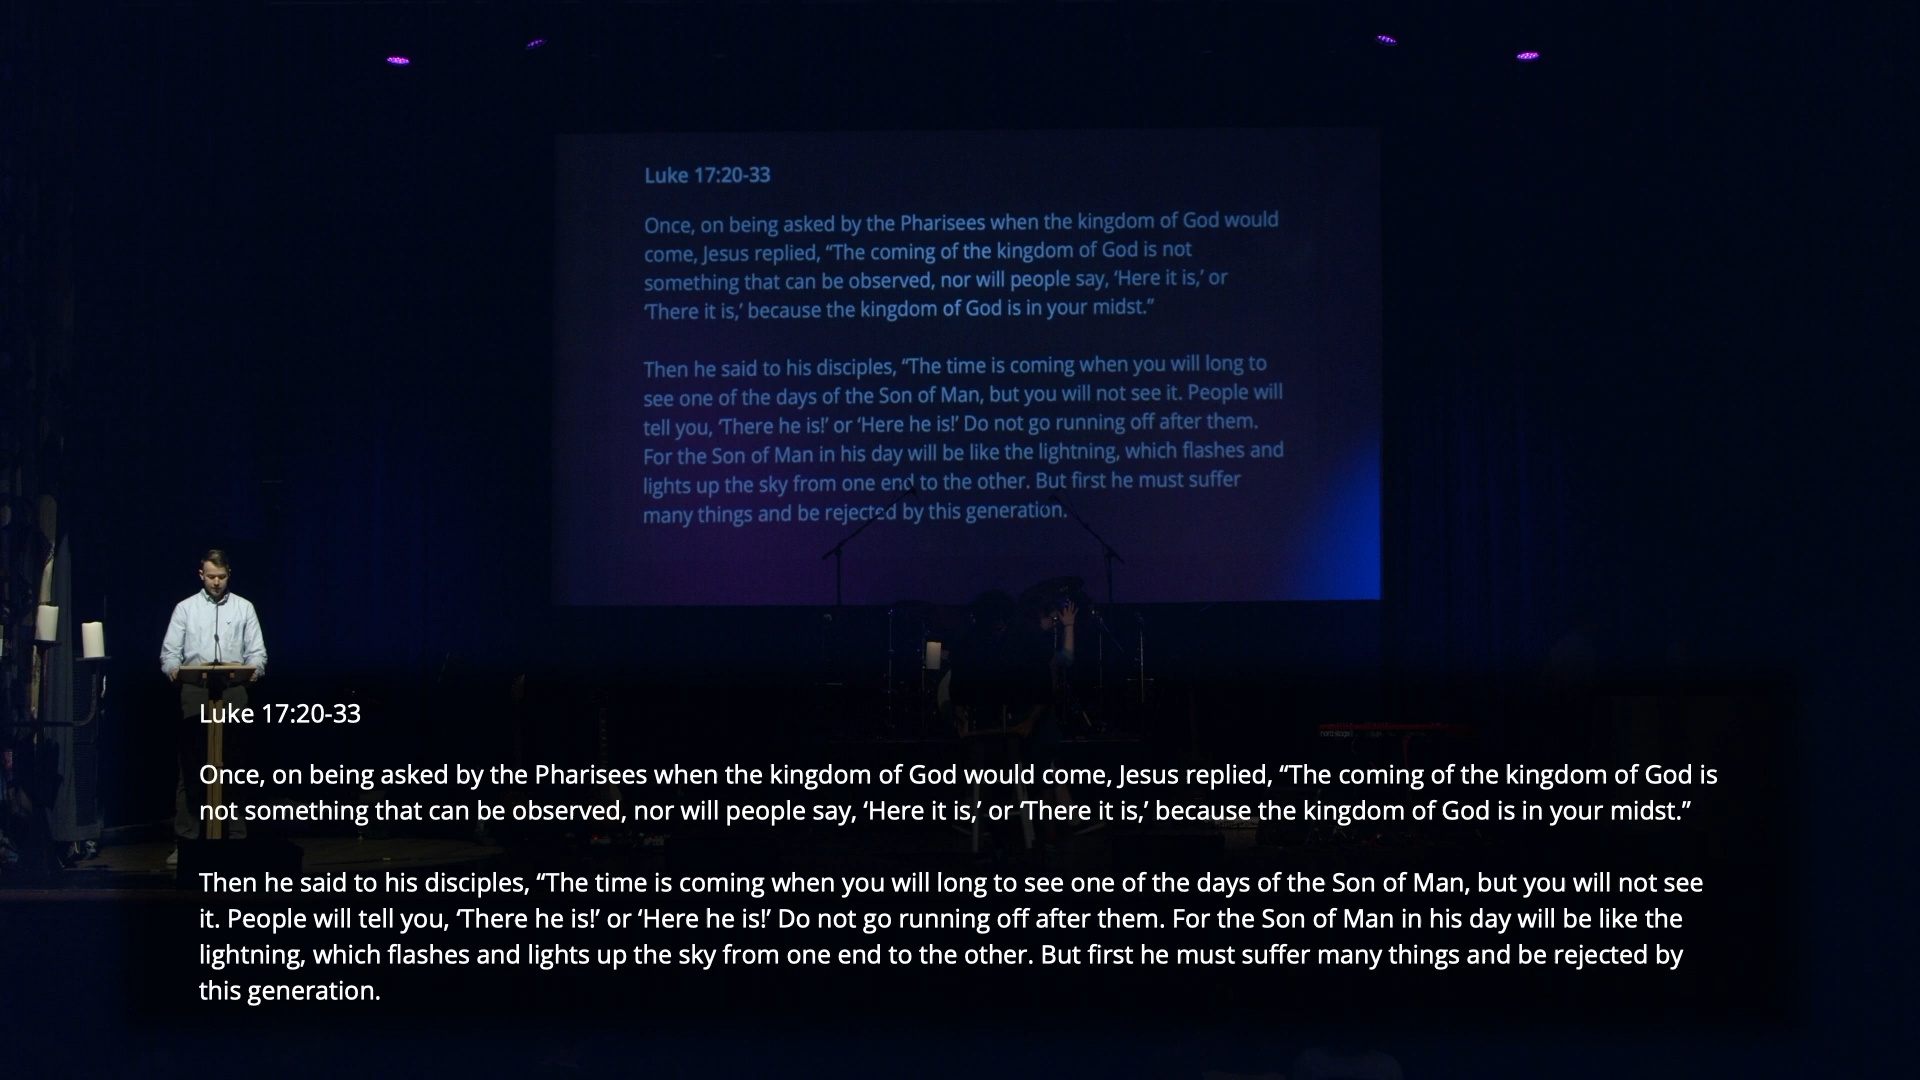 Luke 17:20-33
Once, on being asked by the Pharisees when the kingdom of God would
come, Jesus replied, “The coming of the kingdom of God is not
something that can be observed, nor will people say, ‘Here it is,’ or
‘There it is,’ because the kingdom of God is in your midst.”
Then he said to his disciples, “The time is coming when you will long to
see one of the days of the Son of Man, but you will not see it. People will
tell you, ‘There he is!’ or ‘Here he is!’ Do not go running off after them.
For the Son of Man in his day will be like the lightning, which flashes and
lights up the sky from one end to the other. But first he must suffer
many things and be rejected by this generation.
Luke 17:20-33
Once, on being asked by the Pharisees when the kingdom of God would come, Jesus replied, “The coming of the kingdom of God is
not something that can be observed, nor will people say, ‘Here it is,’ or ‘There it is,’ because the kingdom of God is in your midst.”
Then he said to his disciples, “The time is coming when you will long to see one of the days of the Son of Man, but you will not see
it. People will tell you, ‘There he is!’ or ‘Here he is!’ Do not go running off after them. For the Son of Man in his day will be like the
lightning, which flashes and lights up the sky from one end to the other. But first he must suffer many things and be rejected by
this generation.